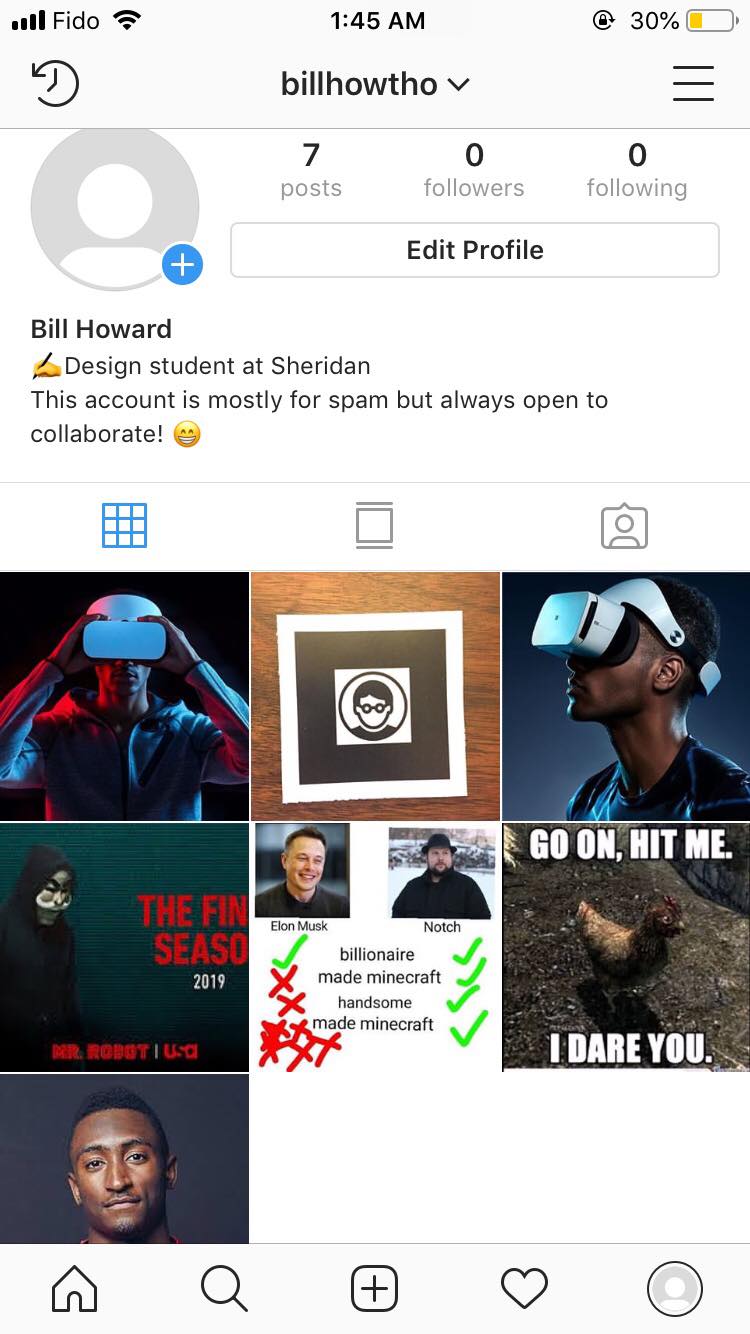 Fido 1:45 AM 30%
billhowtho
7 0 0
posts followers following
Edit Profile
Bill Howard
✍️Design student at Sheridan
This account is mostly for spam but always open to
collaborate! 😁
THE FIN
SEASO
2019
MR. ROBOT | USA
Elon Musk Notch
billionaire
made minecraft
handsome
made minecraft
GO ON, HIT ME.
I DARE YOU.